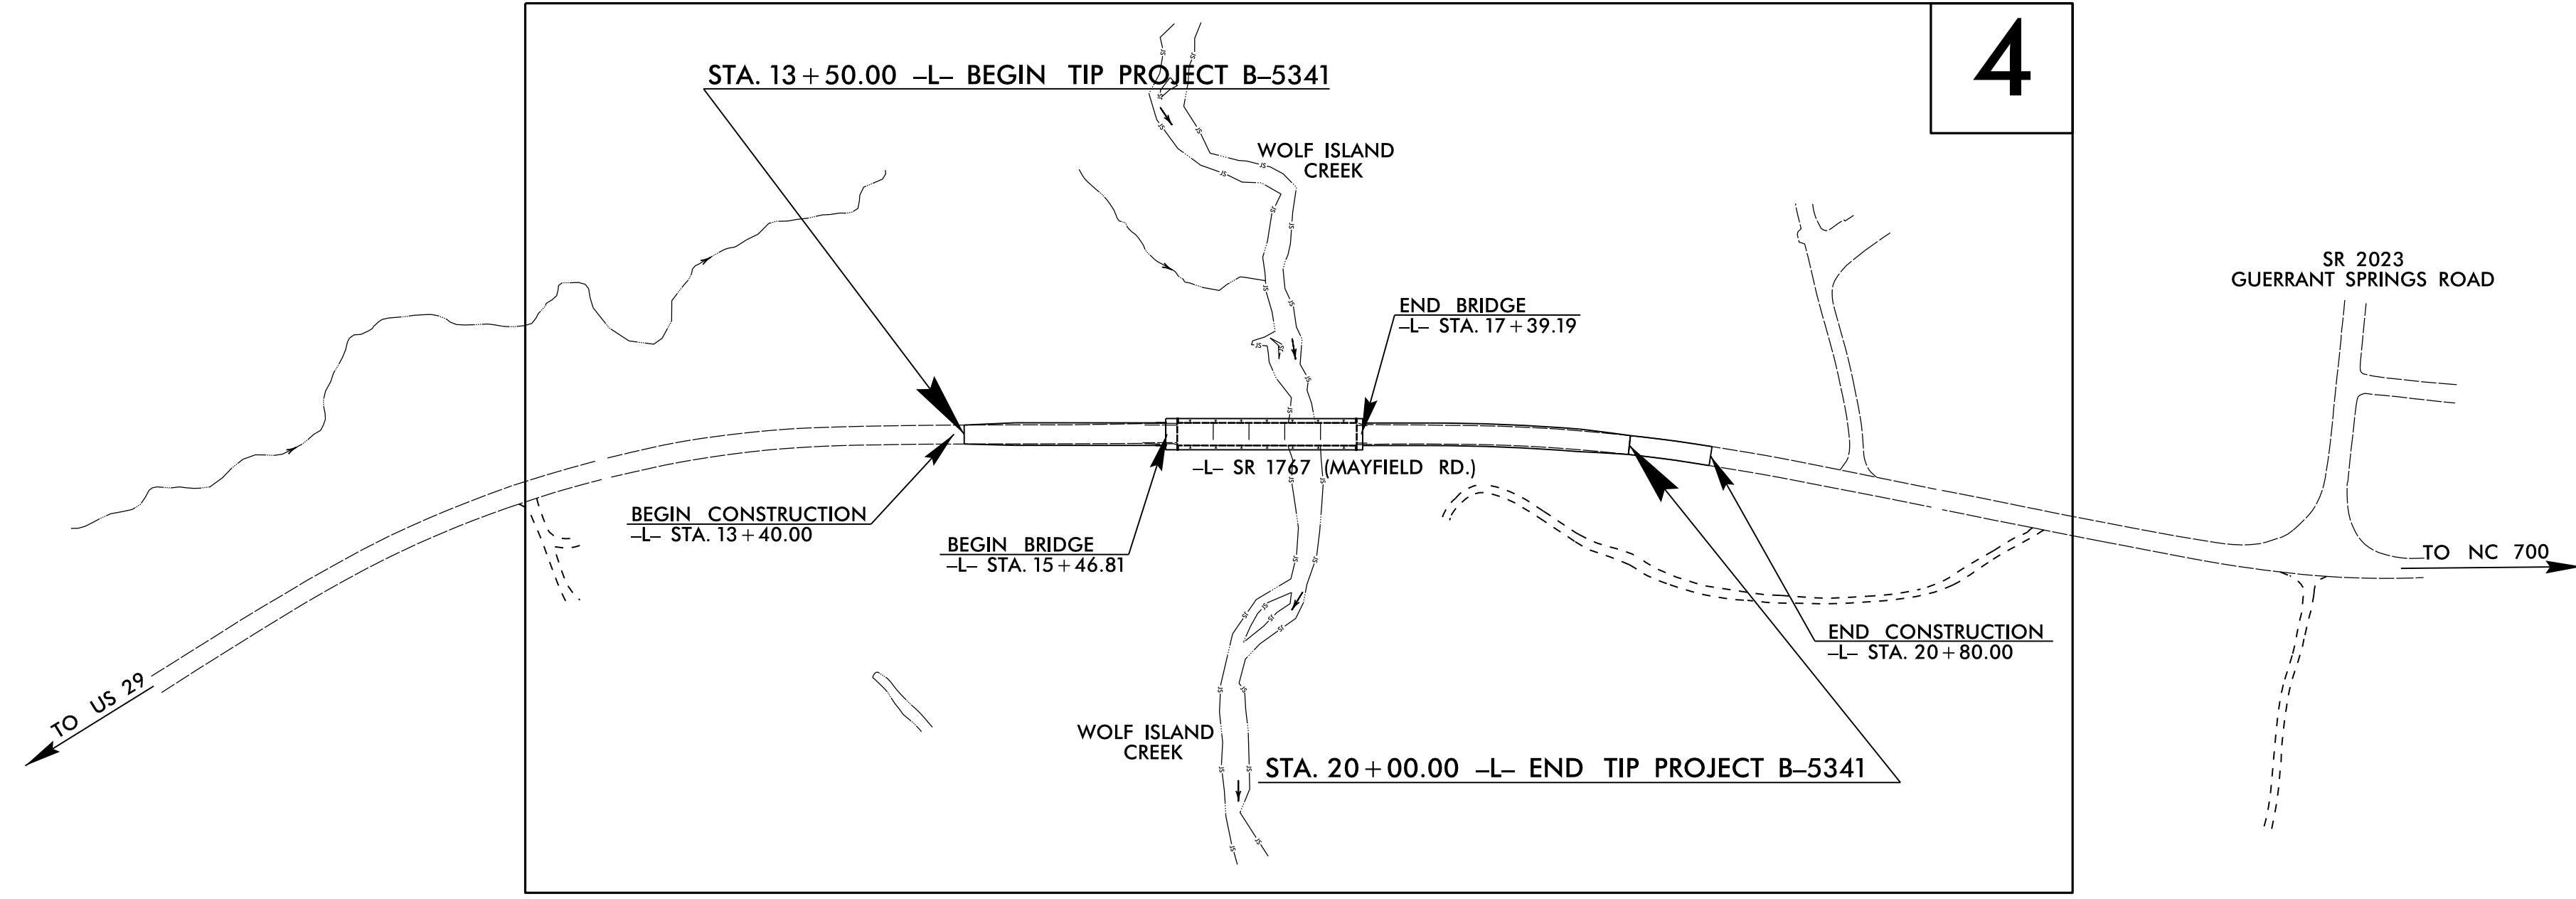 4
STA. 13+50.00 –L– BEGIN TIP PROJECT B–5341
WOLF ISLAND
CREEK
SR 2023
GUERRANT SPRINGS ROAD
END BRIDGE
–L– STA. 17+39.19
–L– SR 1767 (MAYFIELD RD.)
BEGIN CONSTRUCTION
–L– STA. 13+40.00
BEGIN BRIDGE
–L– STA. 15+46.81
TO NC 700
END CONSTRUCTION
–L– STA. 20+80.00
TO US 29
WOLF ISLAND
CREEK
STA. 20+00.00 –L– END TIP PROJECT B–5341